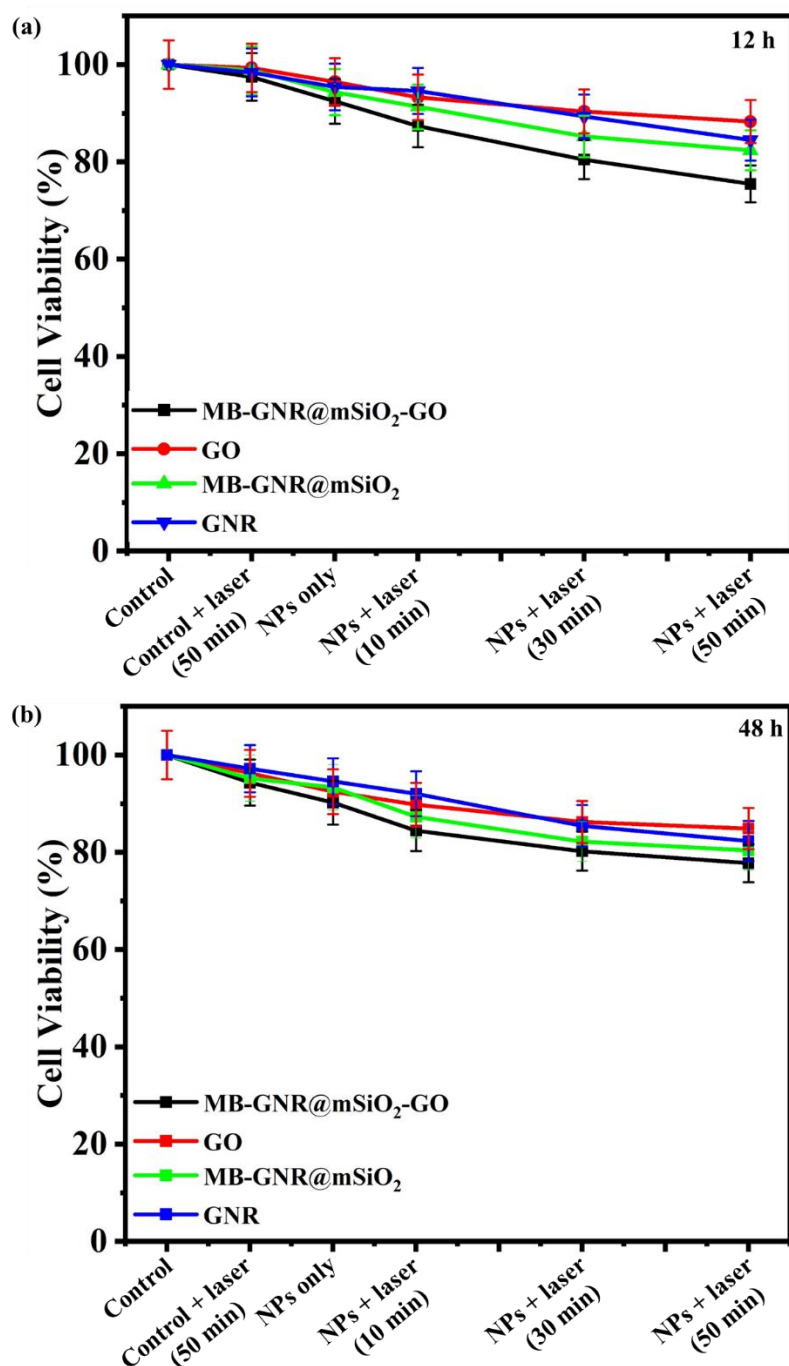 (a)
12 h
100
80
60
40
20
0
Cell Viability (%)
MB-GNR@mSiO₂-GO
GO
MB-GNR@mSiO₂
GNR
Control
Control + laser
(50 min)
NPs only
NPs + laser
(10 min)
NPs + laser
(30 min)
NPs + laser
(50 min)
(b)
48 h
100
80
60
40
20
0
Cell Viability (%)
MB-GNR@mSiO₂-GO
GO
MB-GNR@mSiO₂
GNR
Control
Control + laser
(50 min)
NPs only
NPs + laser
(10 min)
NPs + laser
(30 min)
NPs + laser
(50 min)